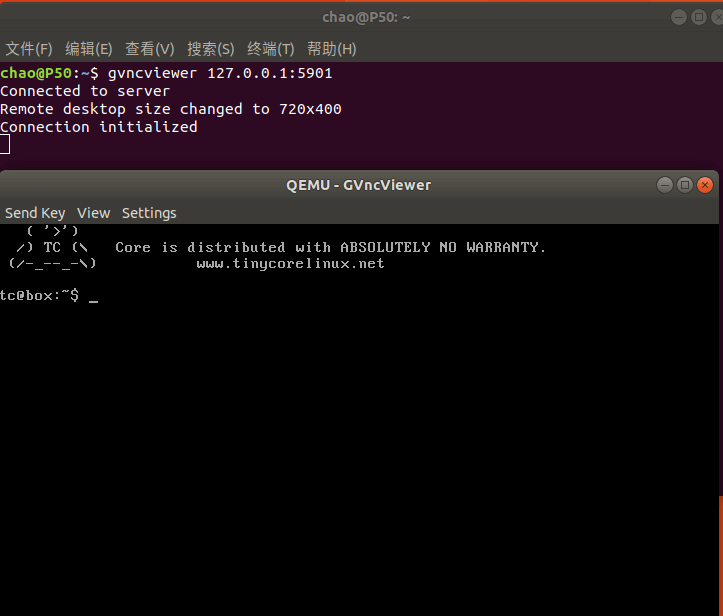 chao@P50: ~
文件(F) 编辑(E) 查看(V) 搜索(S) 终端(T) 帮助(H)
chao@P50:~$ gvncviewer 127.0.0.1:5901
Connected to server
Remote desktop size changed to 720x400
Connection initialized
QEMU - GVncViewer
Send Key View Settings
( '>')
/) TC (\ Core is distributed with ABSOLUTELY NO WARRANTY.
(/-_--_-\) www.tinycorelinux.net
tc@box:~$ _